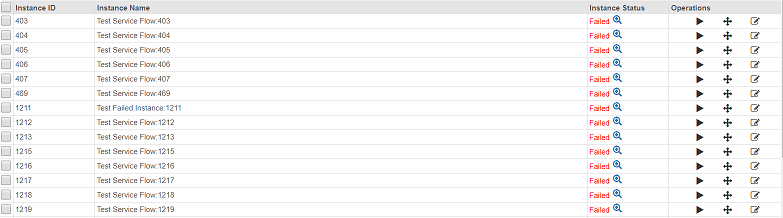 Instance ID Instance Name Instance Status Operations
403 Test Service Flow:403 Failed
404 Test Service Flow:404 Failed
405 Test Service Flow:405 Failed
406 Test Service Flow:406 Failed
407 Test Service Flow:407 Failed
469 Test Service Flow:469 Failed
1211 Test Failed Instance:1211 Failed
1212 Test Service Flow:1212 Failed
1213 Test Service Flow:1213 Failed
1215 Test Service Flow:1215 Failed
1216 Test Service Flow:1216 Failed
1217 Test Service Flow:1217 Failed
1218 Test Service Flow:1218 Failed
1219 Test Service Flow:1219 Failed